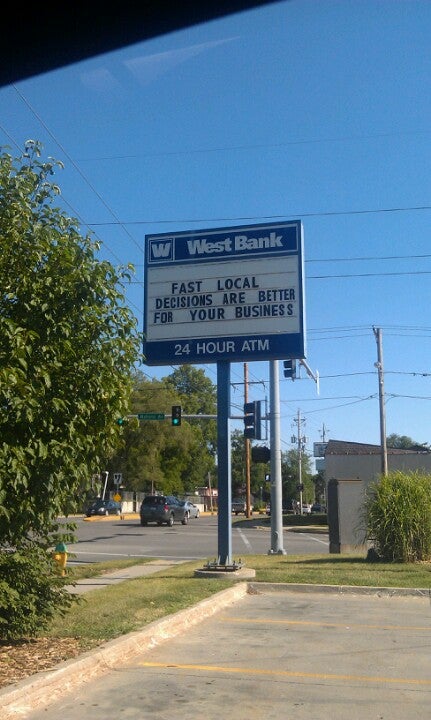 W West Bank
FAST LOCAL
DECISIONS ARE BETTER
FOR YOUR BUSINESS
24 HOUR ATM